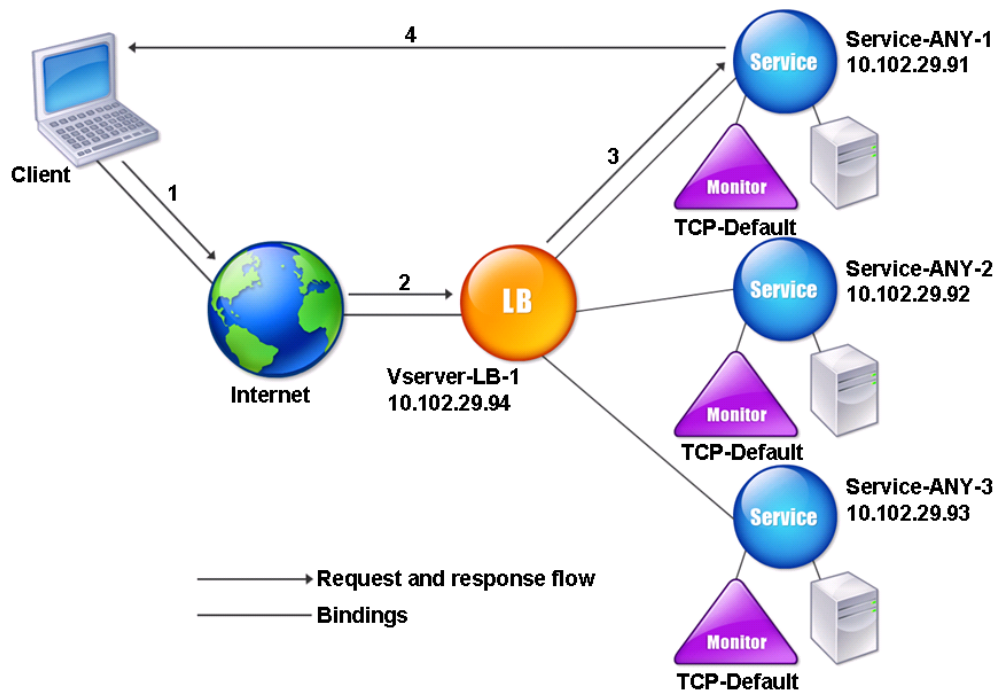 4
Service-ANY-1
10.102.29.91
Service
Client
1
3
Monitor
TCP-Default
2
LB
Service-ANY-2
10.102.29.92
Service
Internet
Vserver-LB-1
10.102.29.94
Monitor
TCP-Default
Service-ANY-3
10.102.29.93
Service
Request and response flow
Bindings
Monitor
TCP-Default